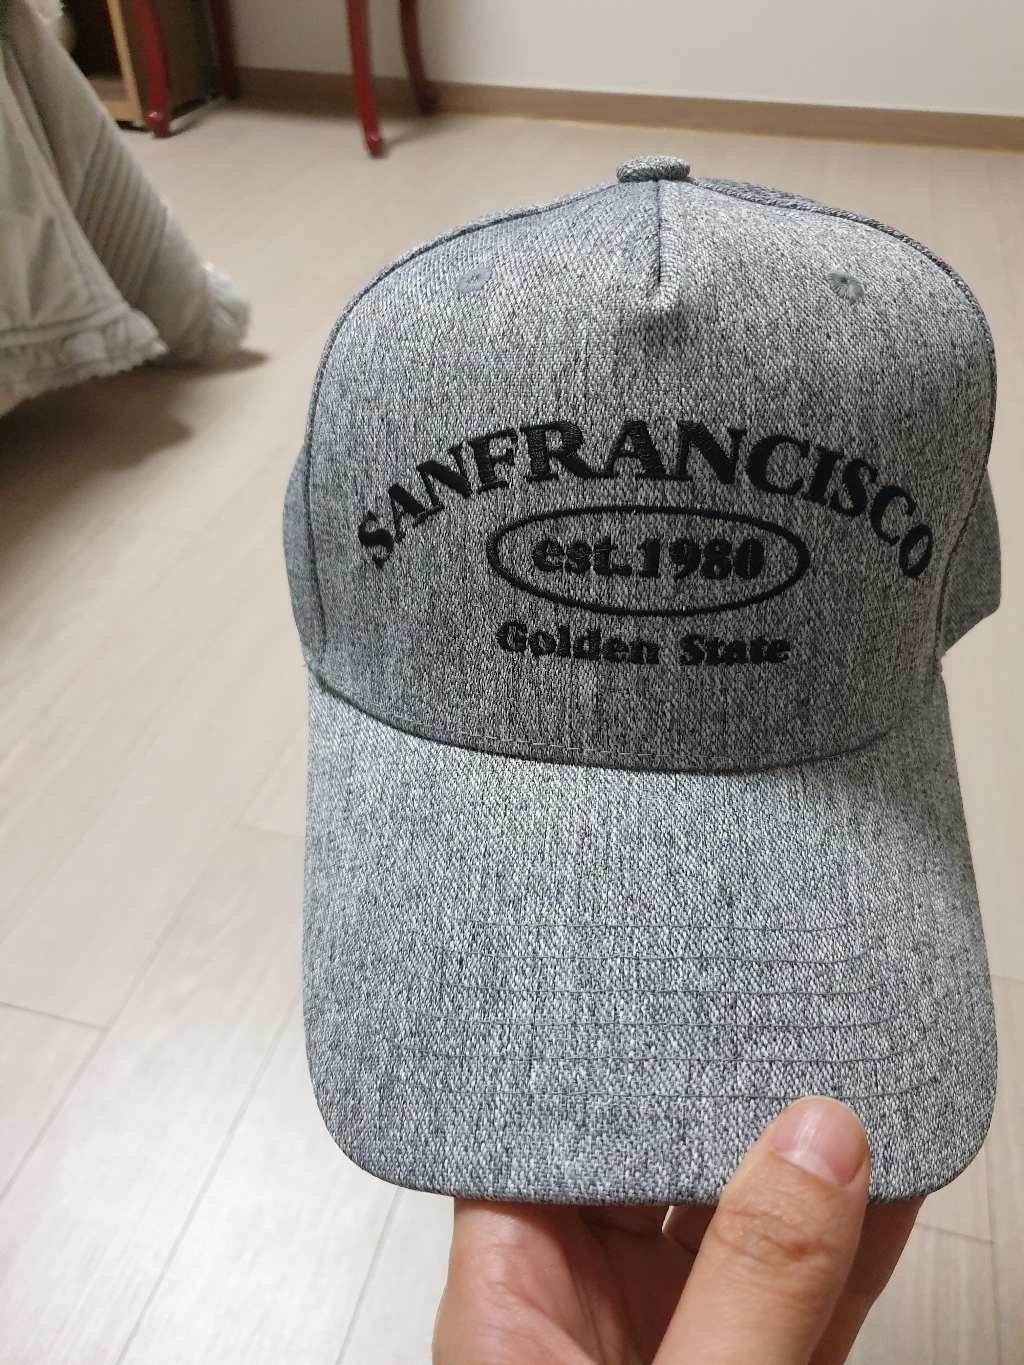 SANFRANCISCO
est.1980
Golden State